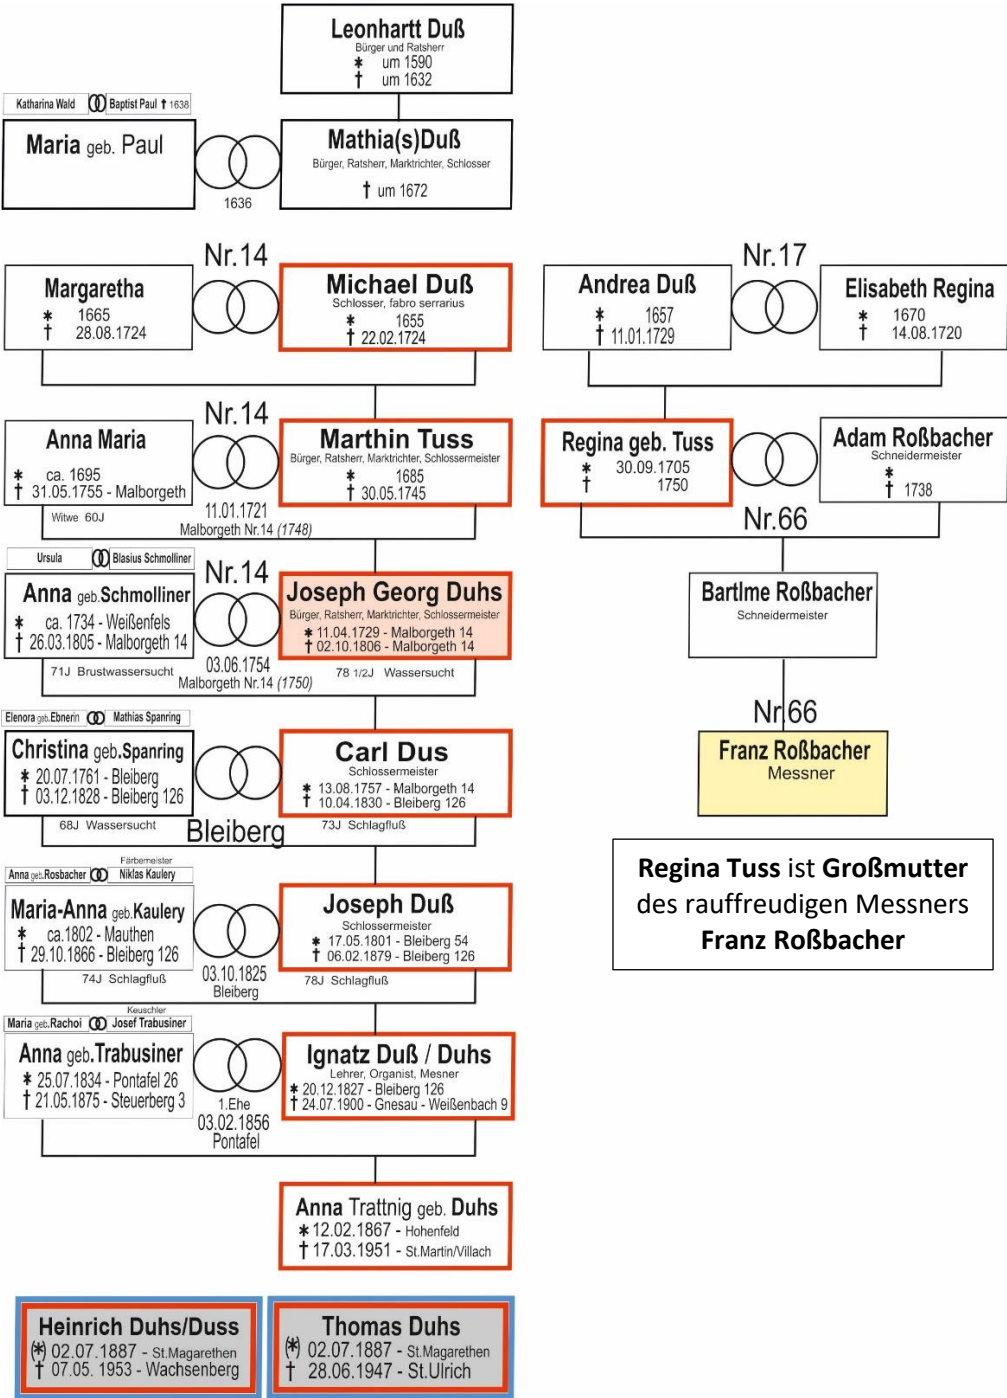 Leonhartt Duß
Bürger und Ratsherr
* um 1590
† um 1632
Katharina Wald Baptist Paul † 1638
Maria geb. Paul
1636
Mathia(s)Duß
Bürger, Ratsherr, Marktrichter, Schlosser
† um 1672
Margaretha
* 1665
† 28.08.1724
Nr.14
Michael Duß
Schlosser, fabro serrarius
* 1655
† 22.02.1724
Andrea Duß
* 1657
† 11.01.1729
Nr.17
Elisabeth Regina
* 1670
† 14.08.1720
Anna Maria
* ca. 1695
† 31.05.1755 - Malborgeth
Witwe 60J
Nr.14
11.01.1721
Malborgeth Nr.14 (1748)
Marthin Tuss
Bürger, Ratsherr, Marktrichter, Schlossermeister
* 1685
† 30.05.1745
Regina geb. Tuss
* 30.09.1705
† 1750
Adam Roßbacher
Schneidermeister
*
† 1738
Nr.66
Ursula Blasius Schmolliner
Anna geb.Schmolliner
* ca. 1734 - Weißenfels
† 26.03.1805 - Malborgeth 14
71J Brustwassersucht
Nr.14
03.06.1754
Malborgeth Nr.14 (1750)
Joseph Georg Duhs
Bürger, Ratsherr, Marktrichter, Schlossermeister
* 11.04.1729 - Malborgeth 14
† 02.10.1806 - Malborgeth 14
78 1/2J Wassersucht
Bartlme Roßbacher
Schneidermeister
Nr.66
Franz Roßbacher
Messner
Elenora geb.Ebnerin Mathias Spanring
Christina geb.Spanring
* 20.07.1761 - Bleiberg
† 03.12.1828 - Bleiberg 126
68J Wassersucht
Bleiberg
Carl Dus
Schlossermeister
* 13.08.1757 - Malborgeth 14
† 10.04.1830 - Bleiberg 126
73J Schlagfluß
Regina Tuss ist Großmutter
des rauffreudigen Messners
Franz Roßbacher
Färbemeister
Anna geb.Rosbacher Niklas Kaulery
Maria-Anna geb.Kaulery
* ca.1802 - Mauthen
† 29.10.1866 - Bleiberg 126
74J Schlagfluß
03.10.1825
Bleiberg
Joseph Duß
Schlossermeister
* 17.05.1801 - Bleiberg 54
† 06.02.1879 - Bleiberg 126
78J Schlagfluß
Keuschler
Maria geb.Rachoi Josef Trabusiner
Anna geb.Trabusiner
* 25.07.1834 - Pontafel 26
† 21.05.1875 - Steuerberg 3
1.Ehe
03.02.1856
Pontafel
Ignatz Duß / Duhs
Lehrer, Organist, Mesner
* 20.12.1827 - Bleiberg 126
† 24.07.1900 - Gnesau - Weißenbach 9
Anna Trattnig geb. Duhs
* 12.02.1867 - Hohenfeld
† 17.03.1951 - St.Martin/Villach
Heinrich Duhs/Duss
(*) 02.07.1887 - St.Magarethen
† 07.05. 1953 - Wachsenberg
Thomas Duhs
(*) 02.07.1887 - St.Magarethen
† 28.06.1947 - St.Ulrich